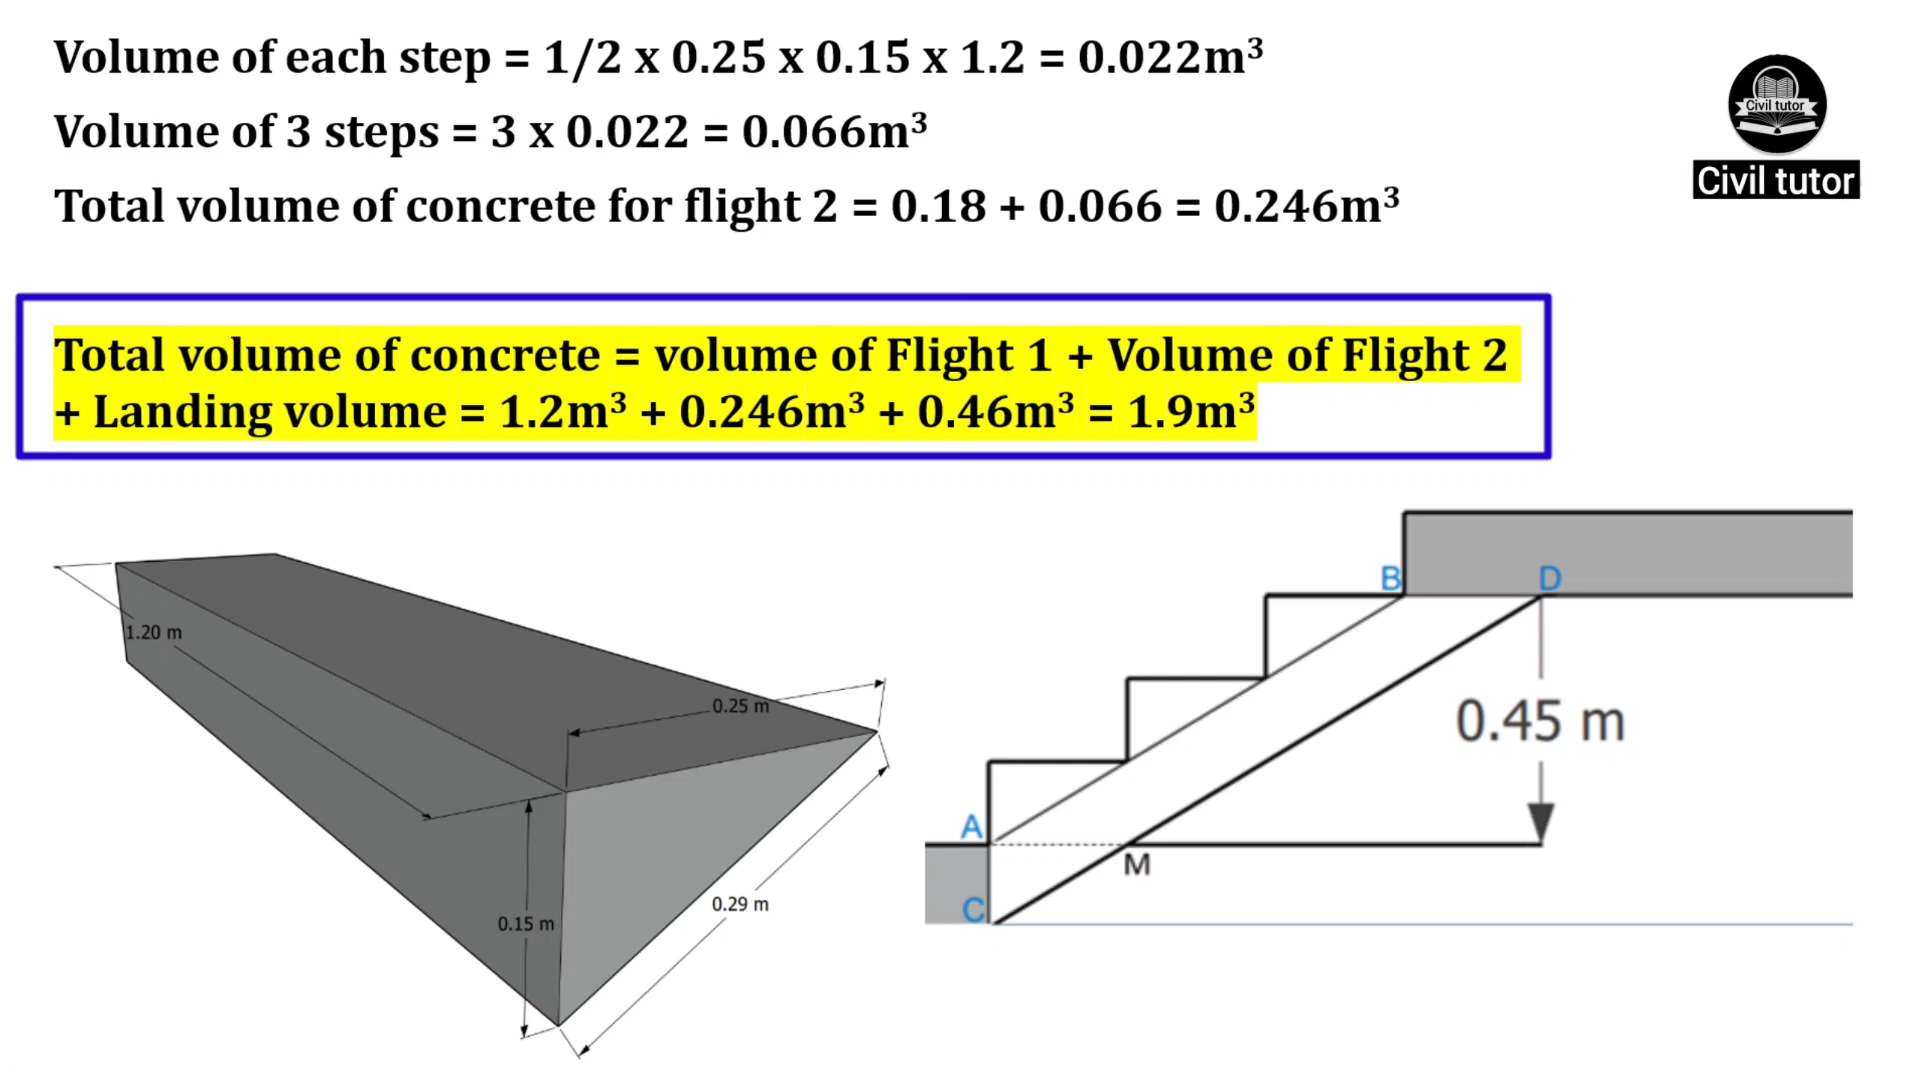 Volume of each step = 1/2 x 0.25 x 0.15 x 1.2 = 0.022m³
Volume of 3 steps = 3 x 0.022 = 0.066m³
Total volume of concrete for flight 2 = 0.18 + 0.066 = 0.246m³
Civil tutor
Civil tutor
Total volume of concrete = volume of Flight 1 + Volume of Flight 2
+ Landing volume = 1.2m³ + 0.246m³ + 0.46m³ = 1.9m³
1.20 m
0.25 m
0.15 m
0.29 m
B
D
0.45 m
A
M
C